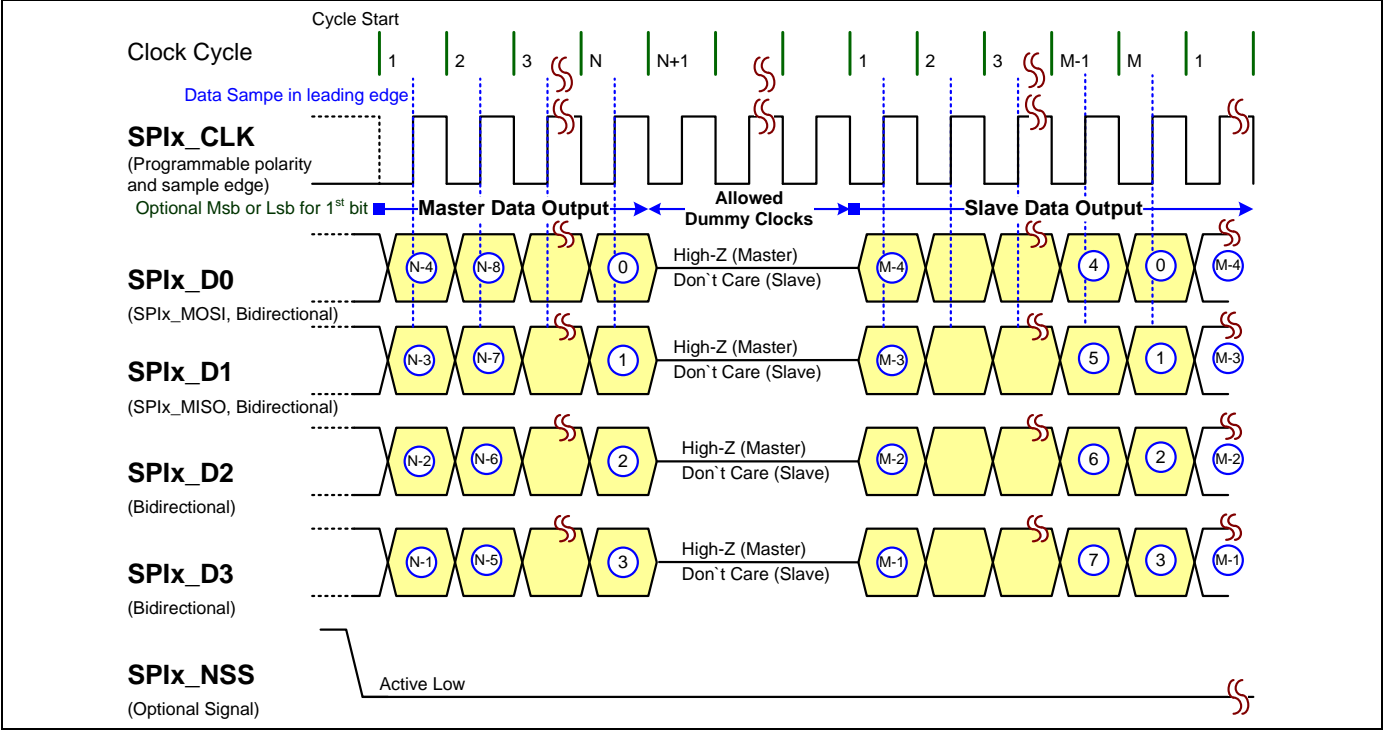 Cycle Start
Clock Cycle
1 2 3 N N+1 1 2 3 M-1 M 1
Data Sampe in leading edge
SPIx_CLK
(Programmable polarity
and sample edge)
Optional Msb or Lsb for 1st bit
Master Data Output
Allowed
Dummy Clocks
Slave Data Output
SPIx_D0
(SPIx_MOSI, Bidirectional)
N-4 N-8 0
High-Z (Master)
Don`t Care (Slave)
M-4 4 0 M-4
SPIx_D1
(SPIx_MISO, Bidirectional)
N-3 N-7 1
High-Z (Master)
Don`t Care (Slave)
M-3 5 1 M-3
SPIx_D2
(Bidirectional)
N-2 N-6 2
High-Z (Master)
Don`t Care (Slave)
M-2 6 2 M-2
SPIx_D3
(Bidirectional)
N-1 N-5 3
High-Z (Master)
Don`t Care (Slave)
M-1 7 3 M-1
SPIx_NSS
(Optional Signal)
Active Low